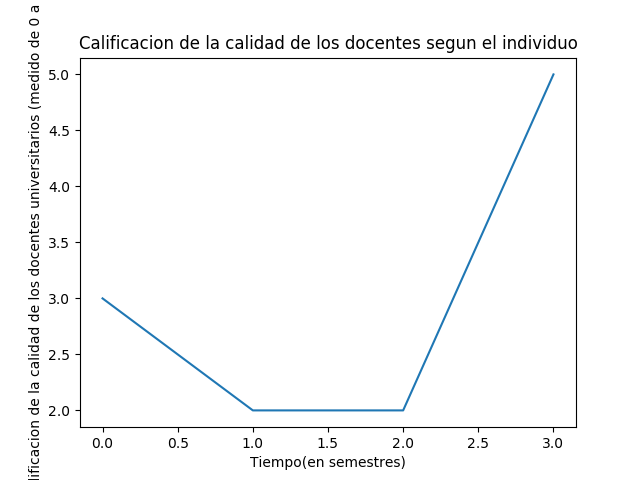 Calificacion de la calidad de los docentes segun el individuo
lificacion de la calidad de los docentes universitarios (medido de 0 a
5.0
4.5
4.0
3.5
3.0
2.5
2.0
0.0 0.5 1.0 1.5 2.0 2.5 3.0
Tiempo(en semestres)